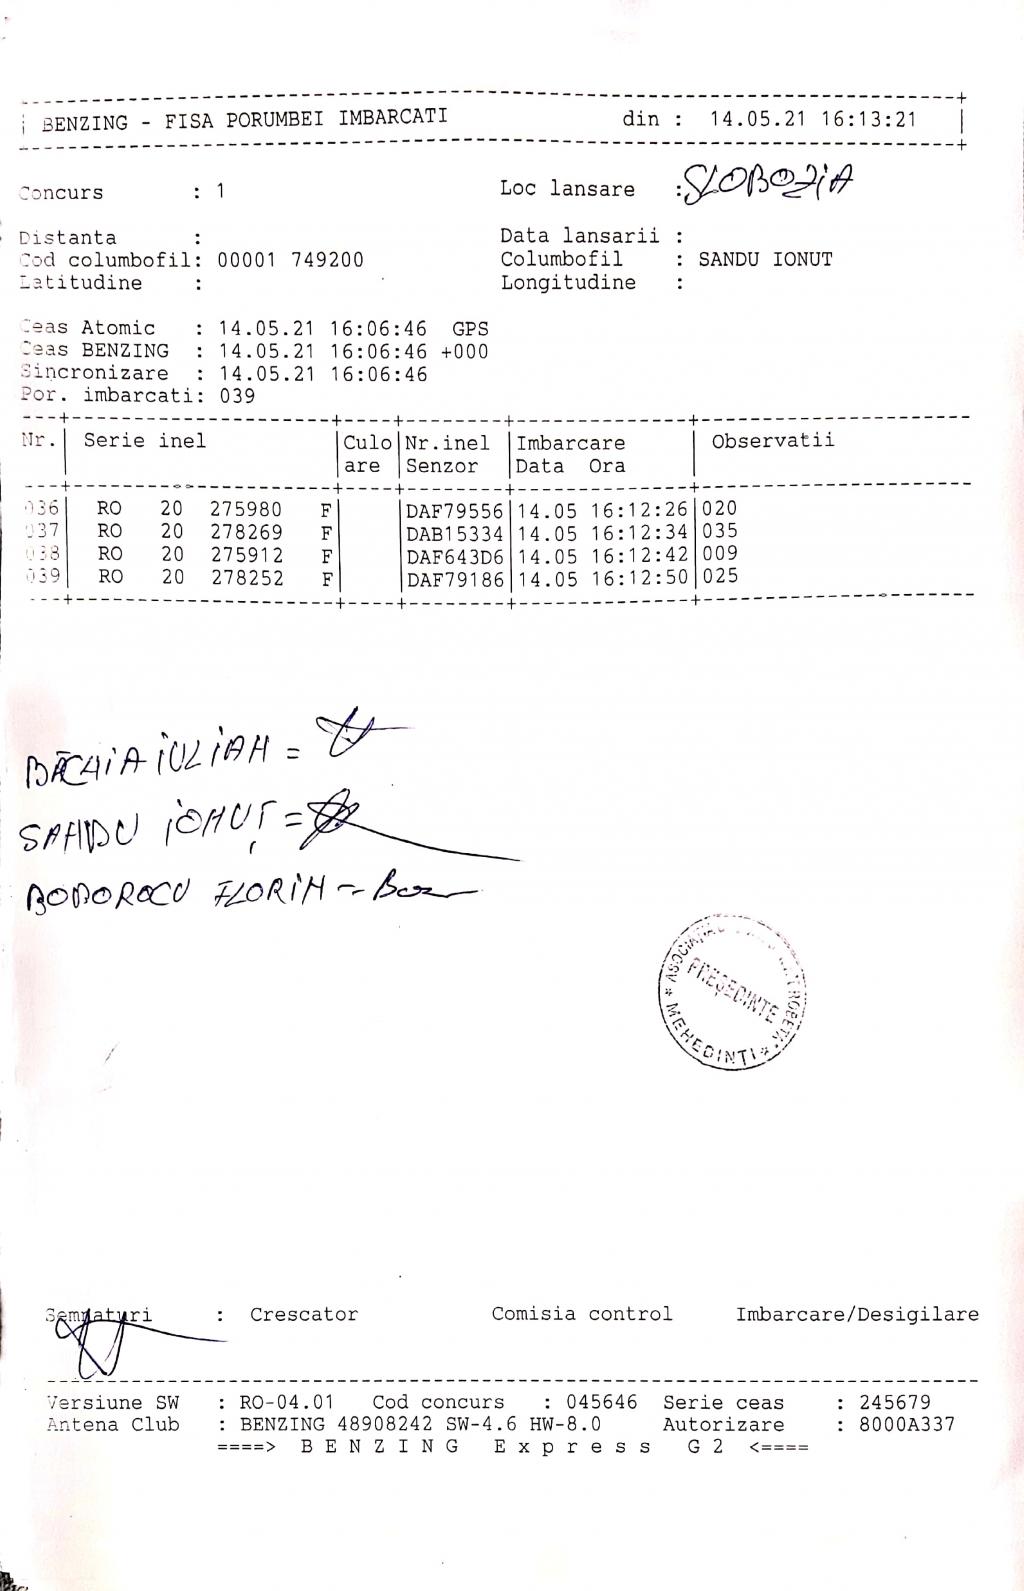 BENZING - FISA PORUMBEI IMBARCATI din : 14.05.21 16:13:21
Concurs : 1 Loc lansare : SLOBOZIA
Distanta : Data lansarii :
Cod columbofil: 00001 749200 Columbofil : SANDU IONUT
Latitudine : Longitudine :
Ceas Atomic : 14.05.21 16:06:46 GPS
Ceas BENZING : 14.05.21 16:06:46 +000
Sincronizare : 14.05.21 16:06:46
Por. imbarcati: 039
Nr. Serie inel Culo Nr.inel Imbarcare Observatii
are Senzor Data Ora
036 RO 20 275980 F DAF79556 14.05 16:12:26 020
037 RO 20 278269 F DAB15334 14.05 16:12:34 035
038 RO 20 275912 F DAF643D6 14.05 16:12:42 009
039 RO 20 278252 F DAF79186 14.05 16:12:50 025
IULIAN =
SANDU IONUȚ =
FLORIN -
PREȘEDINTE
* MEHEDINTI *
Semnaturi : Crescator Comisia control Imbarcare/Desigilare
Versiune SW : RO-04.01 Cod concurs : 045646 Serie ceas : 245679
Antena Club : BENZING 48908242 SW-4.6 HW-8.0 Autorizare : 8000A337
====> B E N Z I N G E x p r e s s G 2 <====